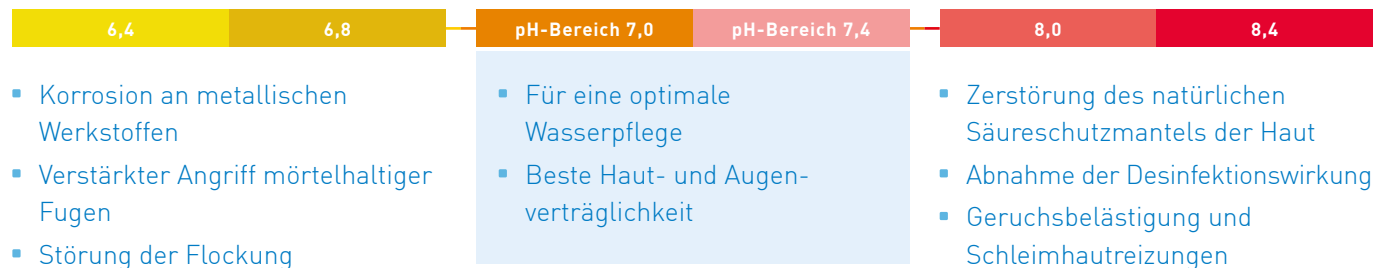 6,4
6,8
pH-Bereich 7,0
pH-Bereich 7,4
8,0
8,4
Korrosion an metallischen
Werkstoffen
Verstärkter Angriff mörtelhaltiger
Fugen
Störung der Flockung
Für eine optimale
Wasserpflege
Beste Haut- und Augen-
verträglichkeit
Zerstörung des natürlichen
Säureschutzmantels der Haut
Abnahme der Desinfektionswirkung
Geruchsbelästigung und
Schleimhautreizungen